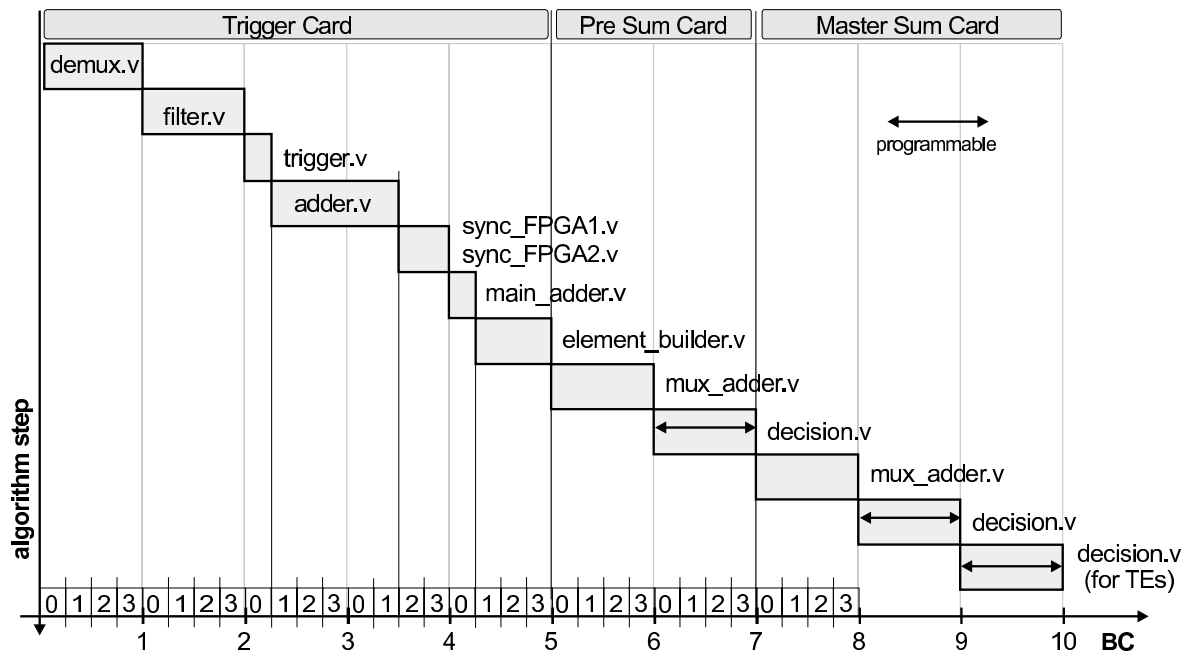 Trigger Card Pre Sum Card Master Sum Card
demux.v
filter.v
programmable
trigger.v
adder.v
sync_FPGA1.v
sync_FPGA2.v
main_adder.v
element_builder.v
mux_adder.v
decision.v
mux_adder.v
decision.v
decision.v
(for TEs)
algorithm step
0 1 2 3 0 1 2 3 0 1 2 3 0 1 2 3 0 1 2 3 0 1 2 3 0 1 2 3 0 1 2 3
1 2 3 4 5 6 7 8 9 10 BC